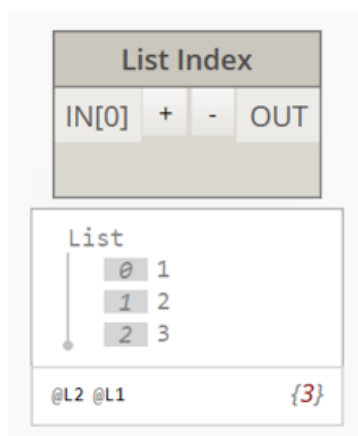 List Index
IN[0] + - OUT
List
0 1
1 2
2 3
@L2 @L1 {3}